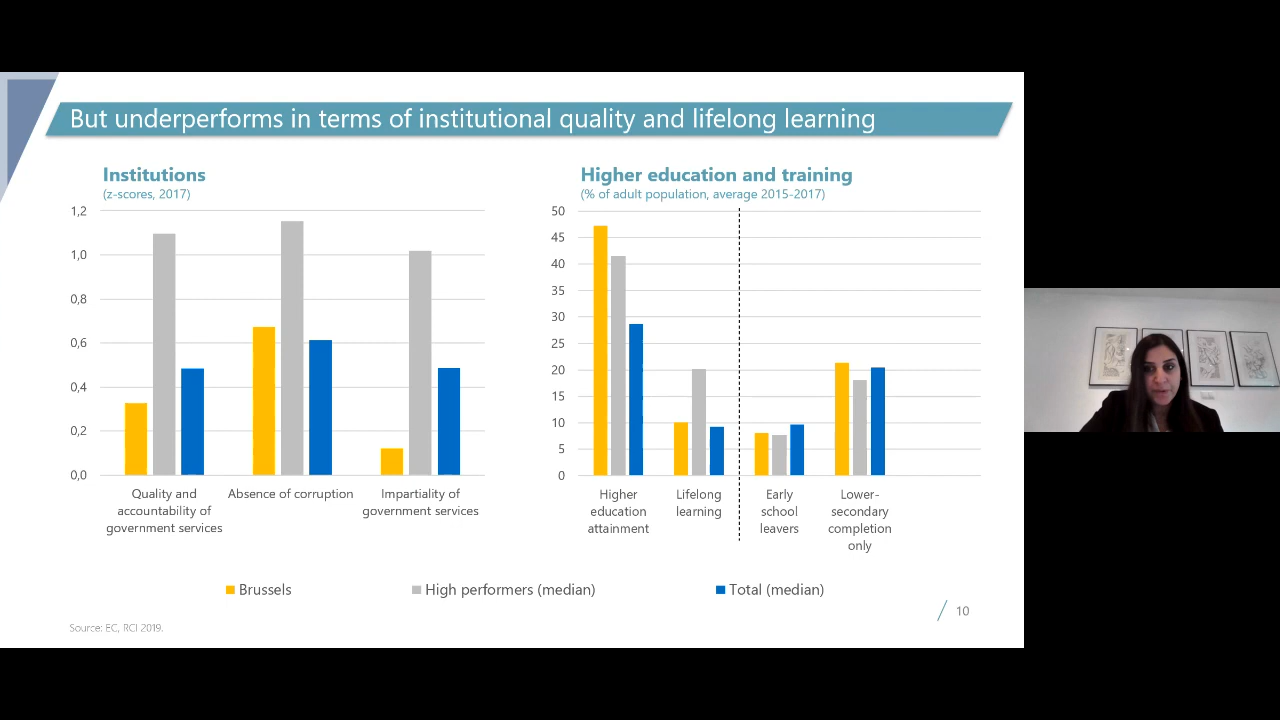 But underperforms in terms of institutional quality and lifelong learning
Institutions
(z-scores, 2017)
1,2
1,0
0,8
0,6
0,4
0,2
0,0
Quality and
accountability of
government services
Absence of corruption
Impartiality of
government services
Higher education and training
(% of adult population, average 2015-2017)
50
45
40
35
30
25
20
15
10
5
0
Higher
education
attainment
Lifelong
learning
Early
school
leavers
Lower-
secondary
completion
only
Brussels
High performers (median)
Total (median)
10
Source: EC, RCI 2019.